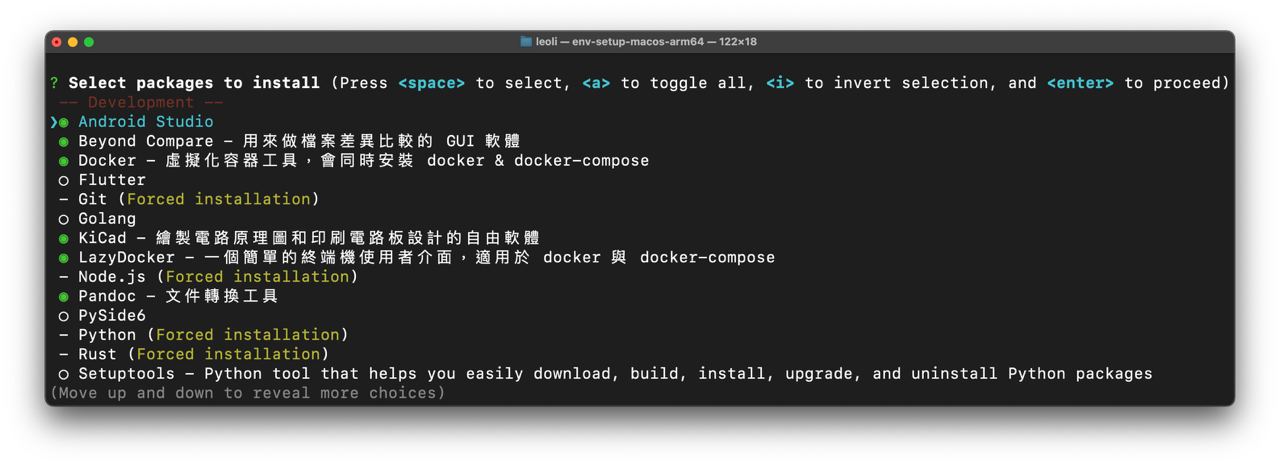 leoli — env-setup-macos-arm64 — 122×18
? Select packages to install (Press <space> to select, <a> to toggle all, <i> to invert selection, and <enter> to proceed)
-- Development --
❯◉ Android Studio
◉ Beyond Compare - 用來做檔案差異比較的 GUI 軟體
◉ Docker - 虛擬化容器工具，會同時安裝 docker & docker-compose
◯ Flutter
- Git (Forced installation)
◯ Golang
◉ KiCad - 繪製電路原理圖和印刷電路板設計的自由軟體
◉ LazyDocker - 一個簡單的終端機使用者介面，適用於 docker 與 docker-compose
- Node.js (Forced installation)
◉ Pandoc - 文件轉換工具
◯ PySide6
- Python (Forced installation)
- Rust (Forced installation)
◯ Setuptools - Python tool that helps you easily download, build, install, upgrade, and uninstall Python packages
(Move up and down to reveal more choices)